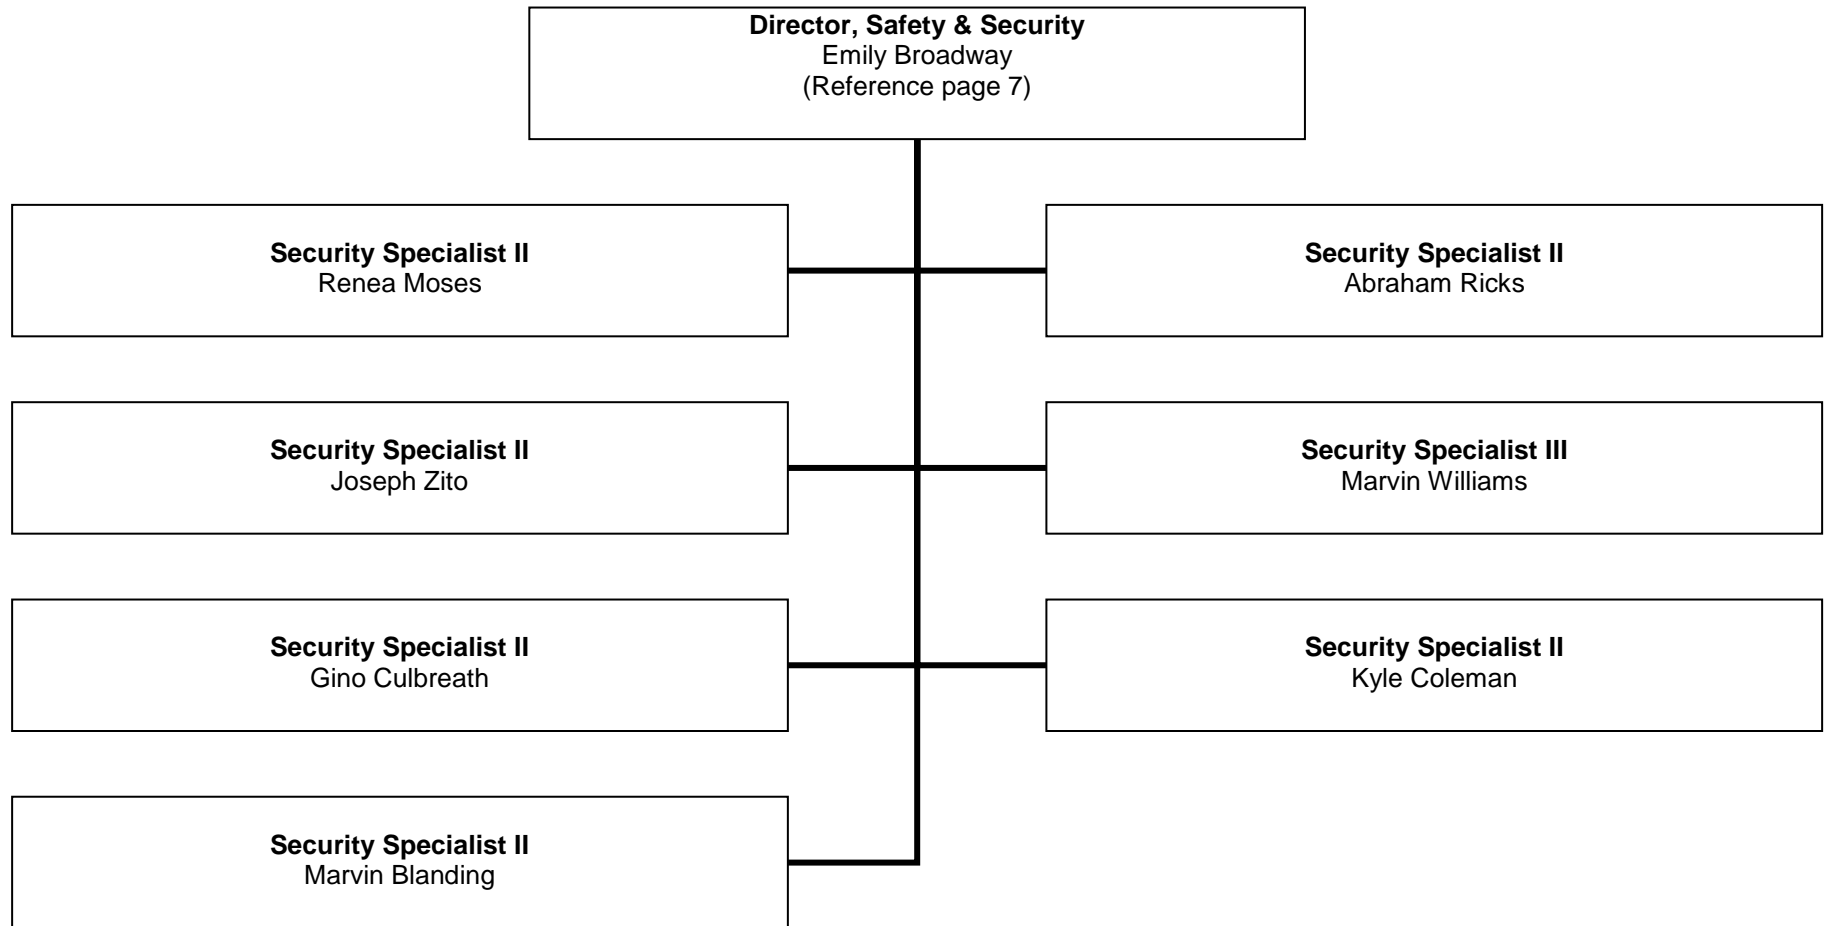 Director, Safety & Security
Emily Broadway
(Reference page 7)
Security Specialist II
Renea Moses
Security Specialist II
Abraham Ricks
Security Specialist II
Joseph Zito
Security Specialist III
Marvin Williams
Security Specialist II
Gino Culbreath
Security Specialist II
Kyle Coleman
Security Specialist II
Marvin Blanding